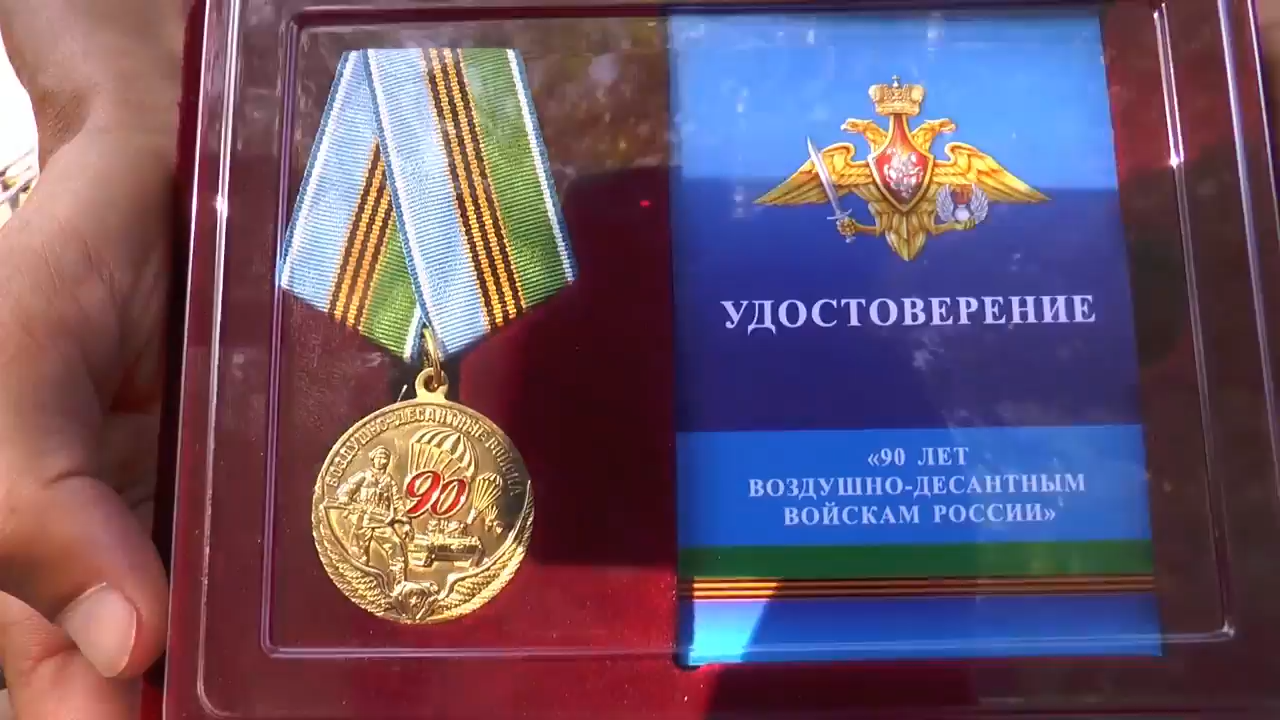 ВОЗДУШНО-ДЕСАНТНЫЕ ВОЙСКА
90
УДОСТОВЕРЕНИЕ
«90 ЛЕТ
ВОЗДУШНО-ДЕСАНТНЫМ
ВОЙСКАМ РОССИИ»